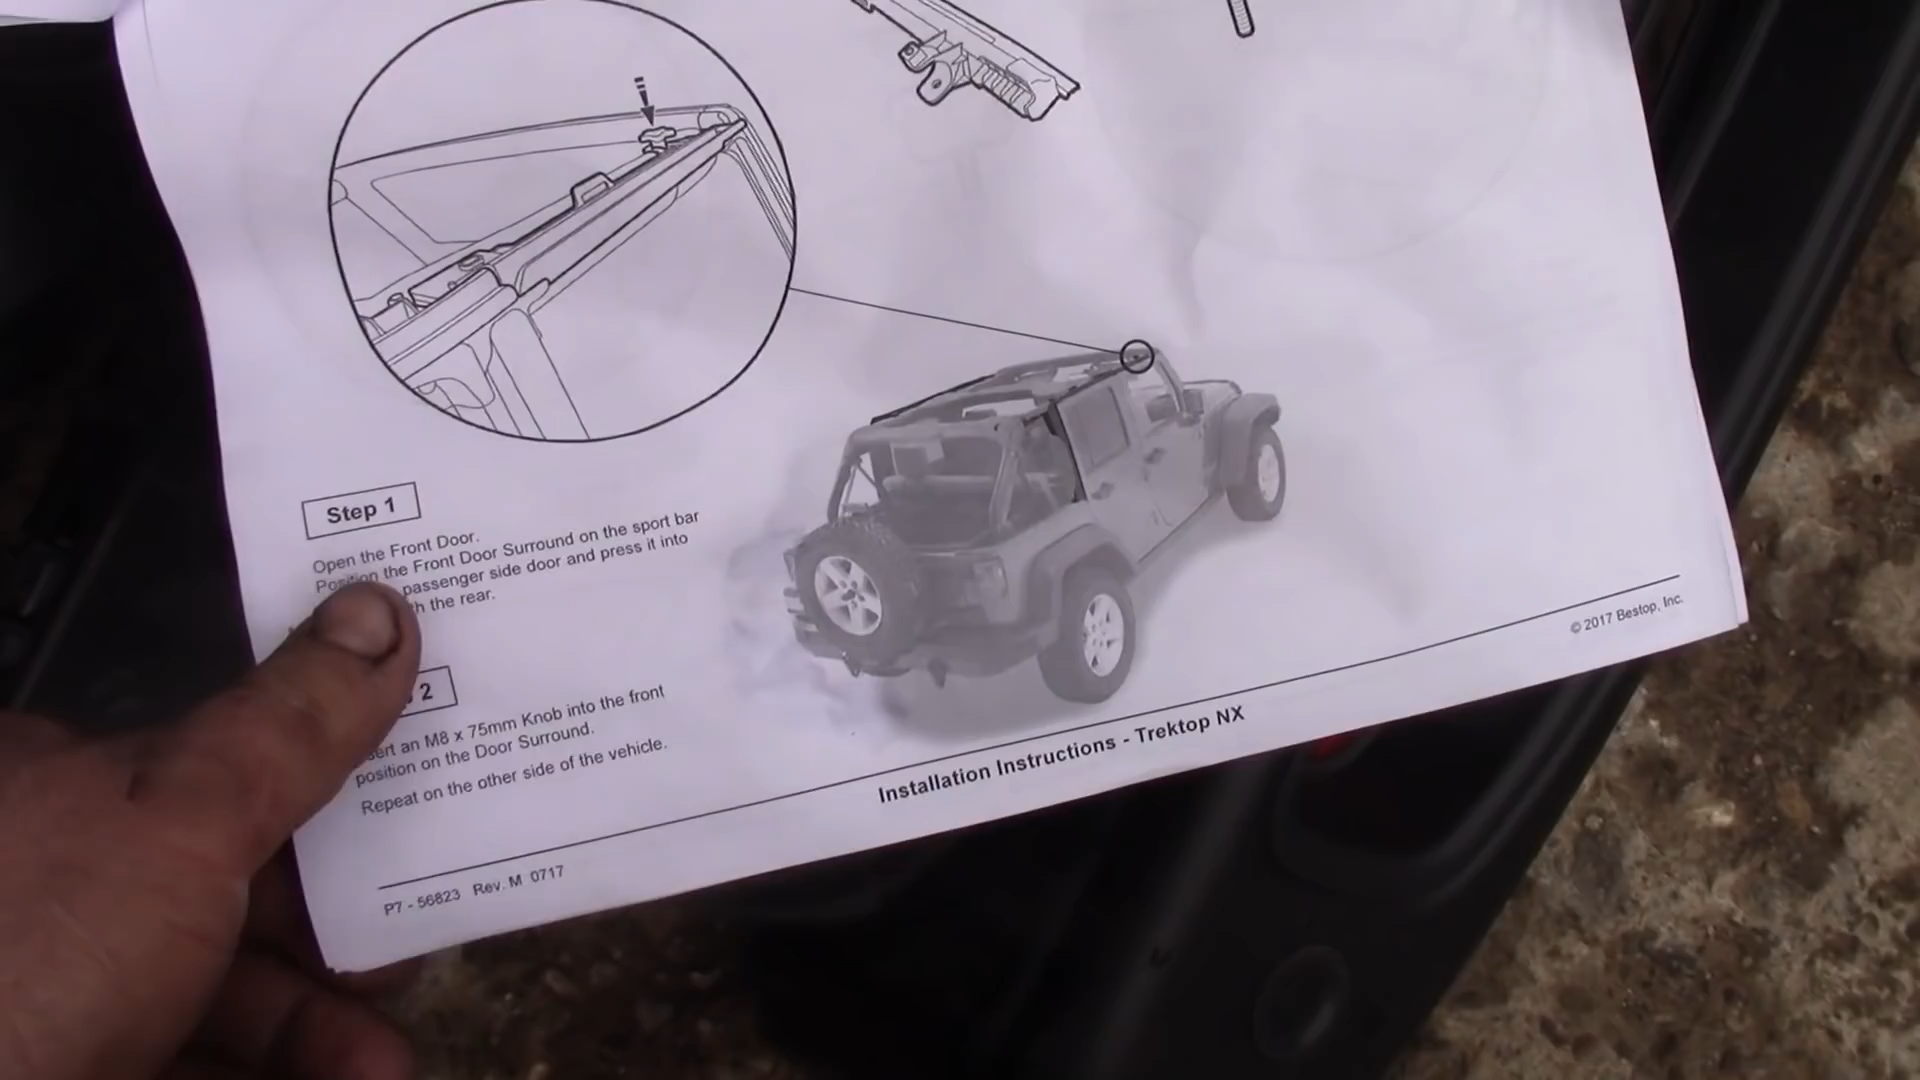 Step 1
Open the Front Door.
Position the Front Door Surround on the sport bar
passenger side door and press it into
the rear.
2
an M8 x 75mm Knob into the front
position on the Door Surround.
Repeat on the other side of the vehicle.
Installation Instructions - Trektop NX
© 2017 Bestop, Inc.
P7 - 56823 Rev. M 0717